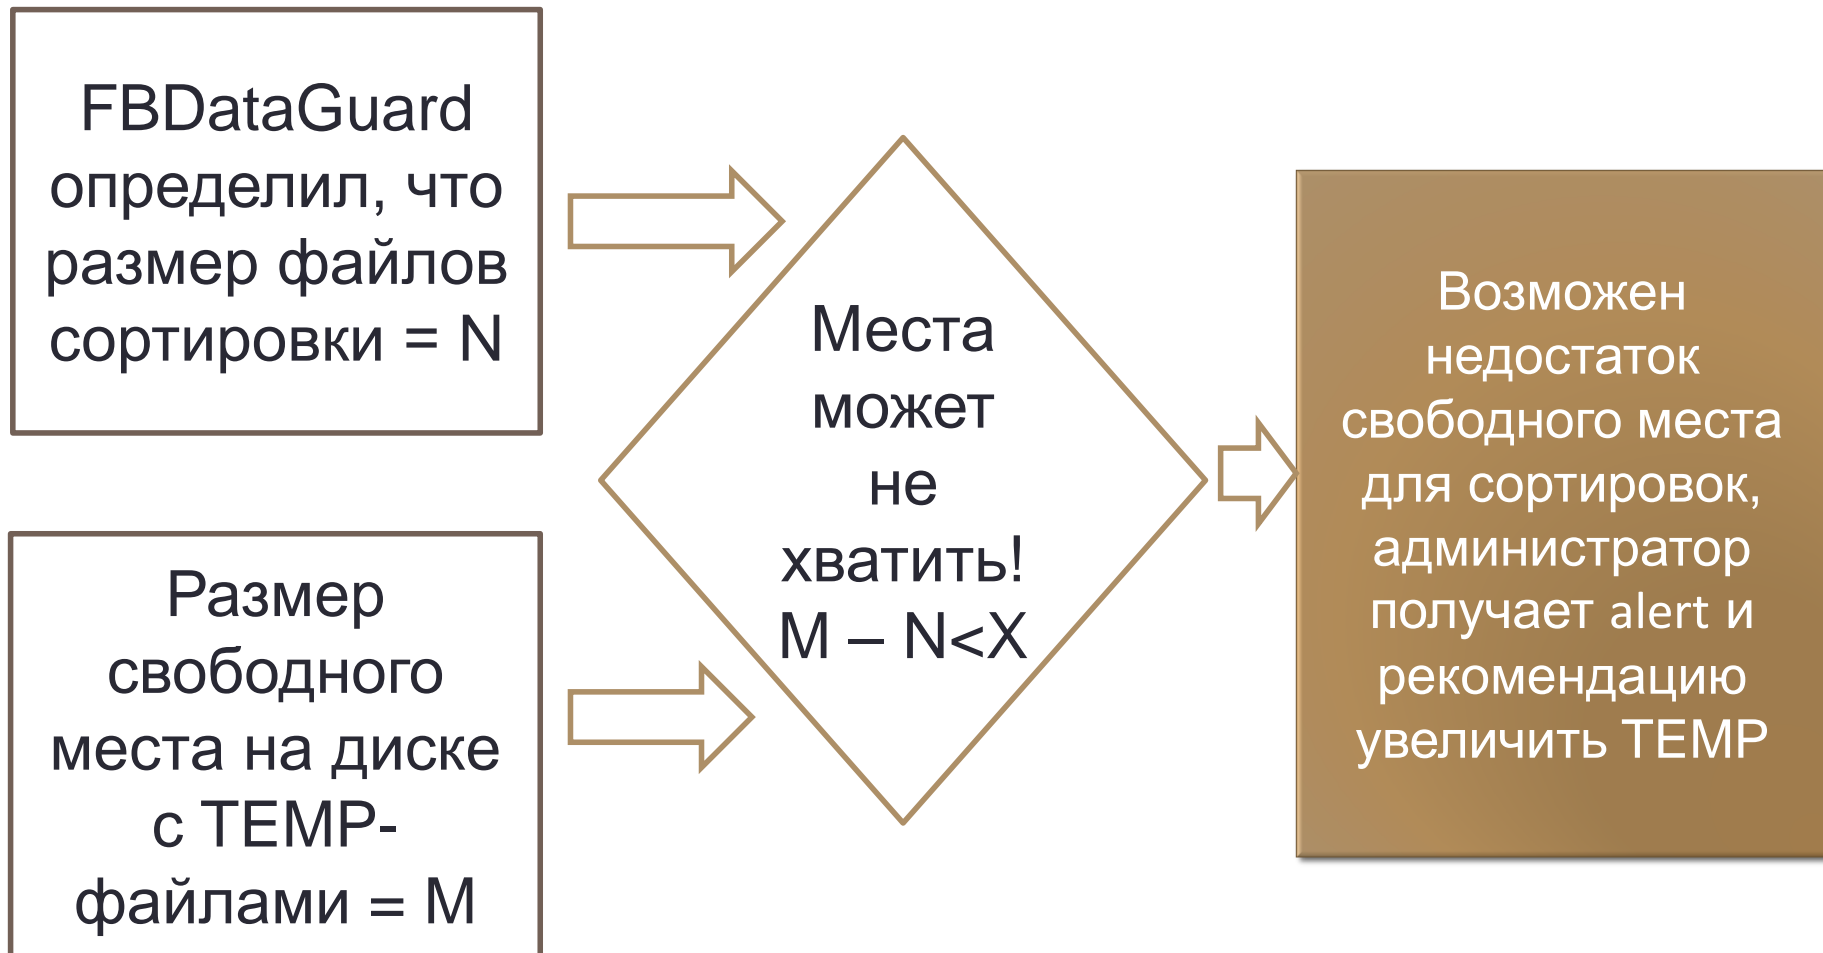 FBDataGuard
определил, что
размер файлов
сортировки = N
Размер
свободного
места на диске
с TEMP-
файлами = M
Места
может
не
хватить!
M – N<X
Возможен
недостаток
свободного места
для сортировок,
администратор
получает alert и
рекомендацию
увеличить TEMP